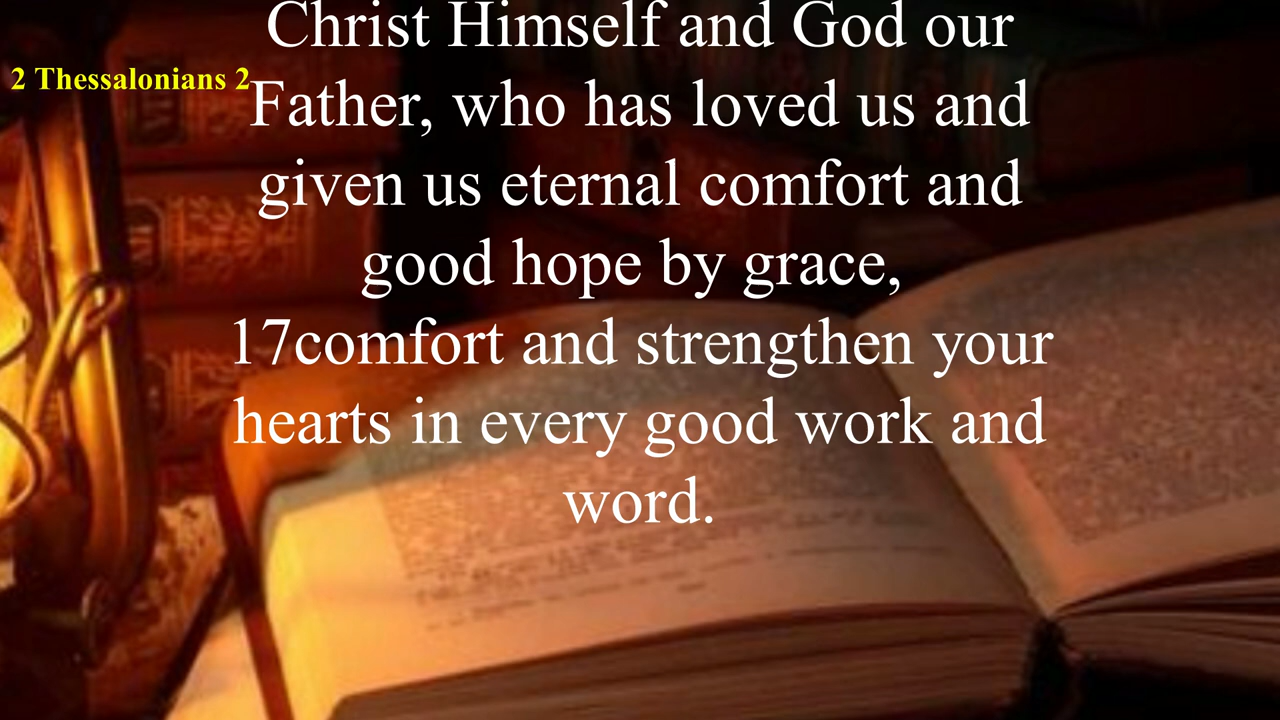 Christ Himself and God our
2 Thessalonians 2
Father, who has loved us and
given us eternal comfort and
good hope by grace,
17comfort and strengthen your
hearts in every good work and
word.